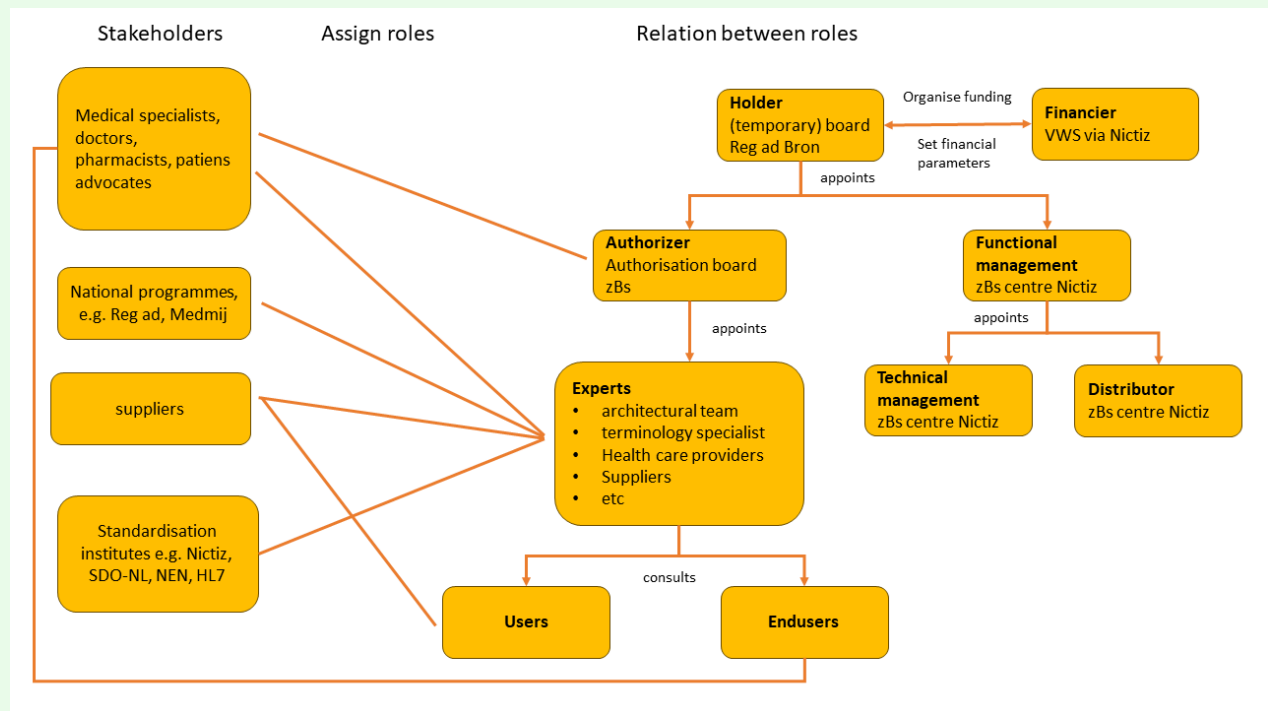 Stakeholders
Assign roles
Relation between roles
Medical specialists,
doctors,
pharmacists, patiens
advocates
National programmes,
e.g. Reg ad, Medmij
suppliers
Standardisation
institutes e.g. Nictiz,
SDO-NL, NEN, HL7
Holder
(temporary) board
Reg ad Bron
Organise funding
Set financial
parameters
Financier
VWS via Nictiz
appoints
Authorizer
Authorisation board
zBs
Functional
management
zBs centre Nictiz
appoints
appoints
Experts
• architectural team
• terminology specialist
• Health care providers
• Suppliers
• etc
Technical
management
zBs centre Nictiz
Distributor
zBs centre Nictiz
consults
Users
Endusers